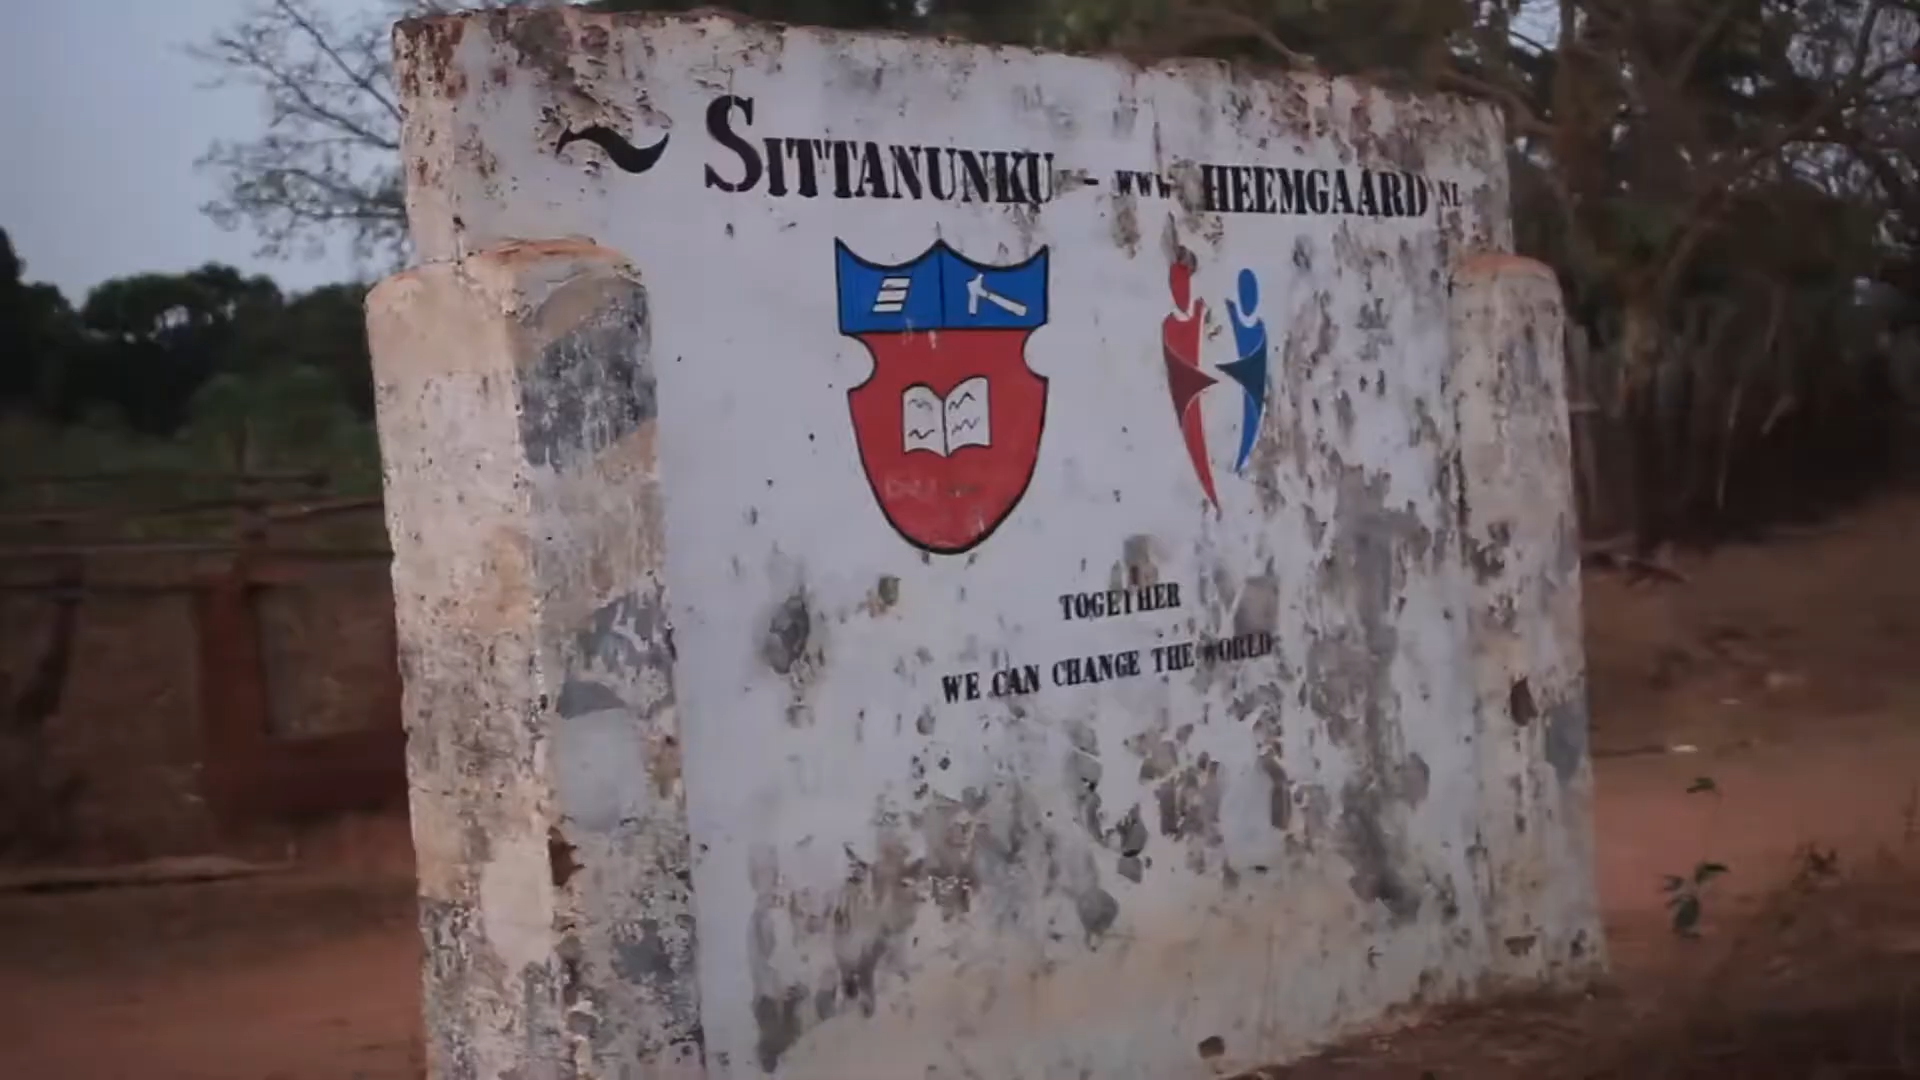 ~ SITTANUNKU - WWW HEEMGAARD NL
TOGETHER
WE CAN CHANGE THE WORLD